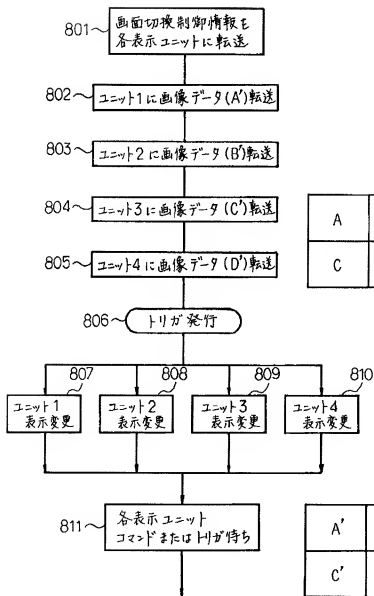 801
画面切換制御情報を
各表示ユニットに転送
802
ユニット1に画像データ(A')転送
803
ユニット2に画像データ(B')転送
804
ユニット3に画像データ(C')転送
A
805
ユニット4に画像データ(D')転送
C
806
トリガ発行
807
808
809
810
ユニット1
表示変更
ユニット2
表示変更
ユニット3
表示変更
ユニット4
表示変更
811
各表示ユニット
コマンドまたはトリガ待ち
A'
C'